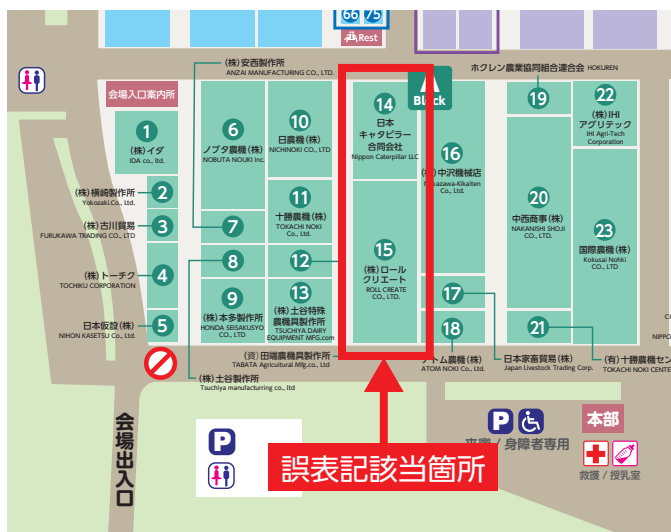 66 75
Rest
会場入口案内所
(株)安西製作所
ANZAI MANUFACTURING CO., LTD.
ホクレン農業協同組合連合会 HOKUREN
A
Block
1
(株)イダ
IDA co., ltd.
2
(株)横崎製作所
Yokozaki.Co., Ltd.
3
(株)古川貿易
FURUKAWA TRADING CO., LTD
4
(株)トーチク
TOCHIKU CORPORATION
5
日本仮設(株)
NIHON KASETSU Co., Ltd.
6
ノブタ農機(株)
NOBUTA NOUKI Inc.
7
8
9
(株)本多製作所
HONDA SEISAKUSYO
CO., LTD
10
日農機(株)
NICHINOKI CO., LTD
11
十勝農機(株)
TOKACHI NOKI
Co., Ltd.
12
13
(株)土谷特殊
農機具製作所
TSUCHIYA DAIRY
EQUIPMENT MFG.com
(資)田端農機具製作所
TABATA Agricultural Mfg.co., Ltd
(株)土谷製作所
Tsuchiya manufacturring co., ltd
14
日本
キャタピラー
合同会社
Nippon Caterpillar LLC
15
(株)ロール
クリエート
ROLL CREATE
CO., LTD.
16
(株)中沢機械店
Co., Ltd.
17
18
アトム農機(株)
ATOM NOKI Co., Ltd.
日本家畜貿易(株)
Japan Livestock Trading Corp.
19
20
中西商事(株)
NAKANISHI SHOJI
CO., LTD.
21
(有)十勝農機セン
TOKACHI NOKI CENTE
22
(株)IHI
アグリテック
IHI Agri-Tech
Corporation
23
国際農機(株)
Kokusai Nohki
CO., LTD
NIPPO
会場出入口
P
誤表記該当箇所
P
身障者専用
本部
救護 / 授乳室